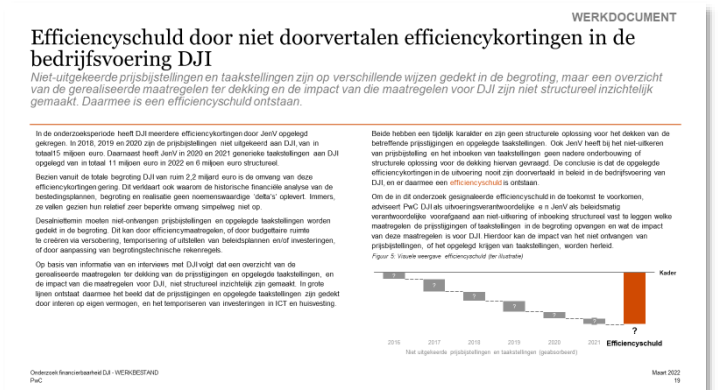 WERKDOCUMENT
Efficiencyschuld door niet doorvertalen efficiencykortingen in de
bedrijfsvoering DJI
Niet-uitgekeerde prijsbijstellingen en taakstellingen zijn op verschillende wijzen gedekt in de begroting, maar een overzicht
van de gerealiseerde maatregelen ter dekking en de impact van die maatregelen voor DJI zijn niet structureel inzichtelijk
gemaakt. Daarmee is een efficiencyschuld ontstaan.
In de onderzoeksperiode heeft DJI meerdere efficiencykortingen door JenV opgelegd
gekregen. In 2018, 2019 en 2020 zijn de prijsbijstellingen niet uitgekeerd aan DJI, van in
totaal 15 miljoen euro. Daarnaast heeft JenV in 2020 en 2021 generieke taakstellingen aan DJI
opgelegd van in totaal 11 miljoen euro in 2022 en 6 miljoen euro structureel.
Bezien vanuit de totale begroting DJI van ruim 2,2 miljard euro is de omvang van deze
efficiencykortingen gering. Dit verklaart ook waarom de historische financiële analyse van de
bestedingsplannen, begroting en realisatie geen noemenswaardige 'delta's' oplevert. Immers,
ze vallen gezien hun relatief zeer beperkte omvang simpelweg niet op.
Desalniettemin moeten niet-ontvangen prijsbijstellingen en opgelegde taakstellingen worden
gedekt in de begroting. Dit kan door efficiencymaatregelen, of door budgettaire ruimte
te creëren via versobering, temporisering of uitstellen van beleidsplannen en/of investeringen,
of door aanpassing van begrotingstechnische rekenregels.
Op basis van informatie van en interviews met DJI volgt dat een overzicht van de
gerealiseerde maatregelen ter dekking van de prijsstijgingen en opgelegde taakstellingen, en
de impact van die maatregelen voor DJI, niet structureel inzichtelijk zijn gemaakt. In grote
lijnen ontstaat daarmee het beeld dat de prijsstijgingen en opgelegde taakstellingen zijn gedekt
door interen op eigen vermogen, en het temporiseren van investeringen in ICT en huisvesting.
Beide hebben een tijdelijk karakter en zijn geen structurele oplossing voor het dekken van de
betreffende prijsstijgingen en opgelegde taakstellingen. Ook JenV heeft bij het niet-uitkeren
van prijsbijstelling en het inboeken van taakstellingen geen nadere onderbouwing of
structurele oplossing voor de dekking hiervan gevraagd. De conclusie is dat de opgelegde
efficiencykortingen in de uitvoering nooit zijn doorvertaald in beleid in de bedrijfsvoering van
DJI, en er daarmee een efficiencyschuld is ontstaan.
Om de in dit onderzoek gesignaleerde efficiencyschuld in de toekomst te voorkomen,
adviseert PwC DJI als uitvoeringsverantwoordelijke en JenV als beleidsmatig
verantwoordelijke voorafgaand aan niet-uitkering of inboeking structureel vast te leggen welke
maatregelen de prijsstijgingen of taakstellingen in de begroting opvangen en wat de impact
van deze maatregelen is voor DJI. Hierdoor kan de impact van het niet ontvangen van
prijsbijstellingen, of het opgelegd krijgen van taakstellingen, worden herleid.
Figuur 5: Visuele weergave efficiencyschuld (ter illustratie)
Kader
? ? ? ? ? ?
?
2016 2017 2018 2019 2020 2021 Efficiencyschuld
Niet uitgekeerde prijsbijstellingen en taakstellingen (geabsorbeerd)
Onderzoek financierbaarheid DJI - WERKBESTAND
PwC
Maart 2022
19